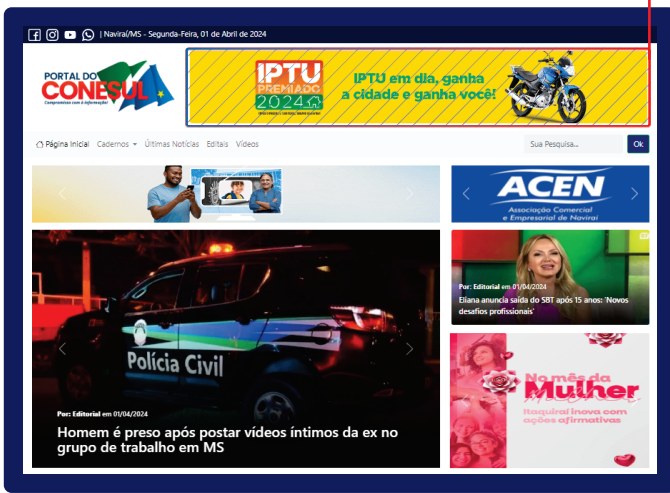 | Naviraí/MS - Segunda-Feira, 01 de Abril de 2024
PORTAL DO
CONESUL
Compromisso com a informação!
IPTU
PREMIADO
2024
IPTU em dia, ganha
a cidade e ganha você!
Página Inicial Cadernos Últimas Notícias Editais Vídeos
Sua Pesquisa...
Ok
ACEN
Associação Comercial
e Empresarial de Naviraí
Polícia Civil
Por: Editorial em 01/04/2024
Homem é preso após postar vídeos íntimos da ex no
grupo de trabalho em MS
Por: Editorial em 01/04/2024
Eliana anuncia saída do SBT após 15 anos: 'Novos
desafios profissionais'
No mês da
Mulher
Itaquiraí inova com
ações afirmativas